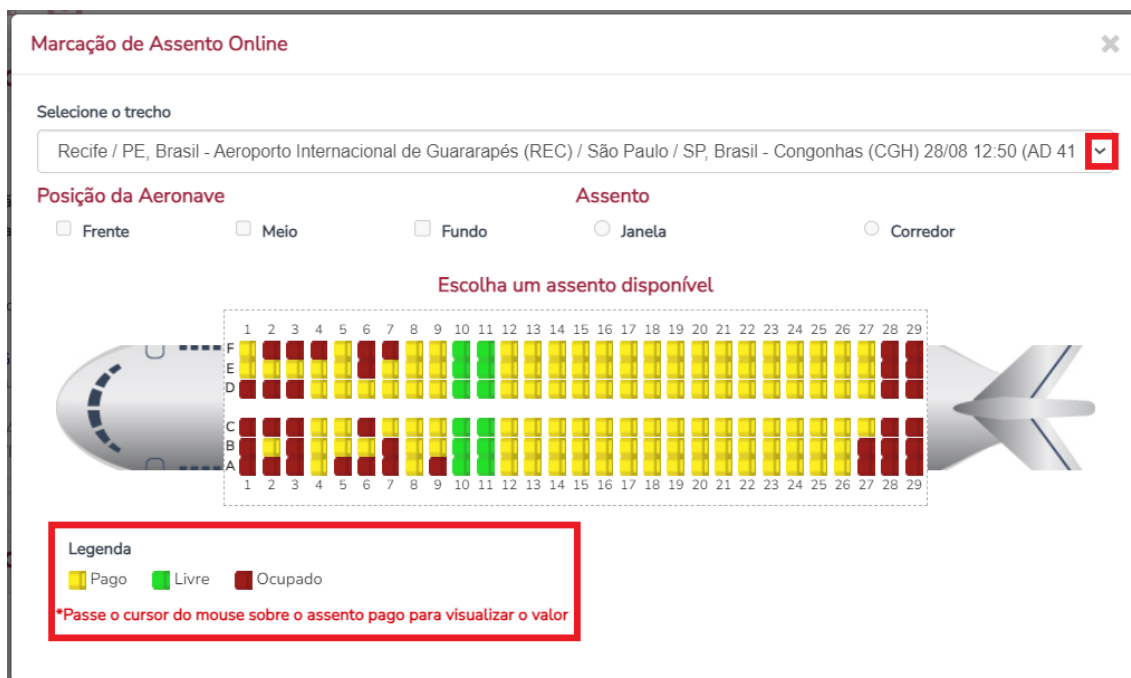 Marcação de Assento Online
Selecione o trecho
Recife / PE, Brasil - Aeroporto Internacional de Guararapés (REC) / São Paulo / SP, Brasil - Congonhas (CGH) 28/08 12:50 (AD 41
Posição da Aeronave Assento
Frente Meio Fundo Janela Corredor
Escolha um assento disponível
1 2 3 4 5 6 7 8 9 10 11 12 13 14 15 16 17 18 19 20 21 22 23 24 25 26 27 28 29
F
E
D
C
B
A
1 2 3 4 5 6 7 8 9 10 11 12 13 14 15 16 17 18 19 20 21 22 23 24 25 26 27 28 29
Legenda
Pago Livre Ocupado
*Passe o cursor do mouse sobre o assento pago para visualizar o valor